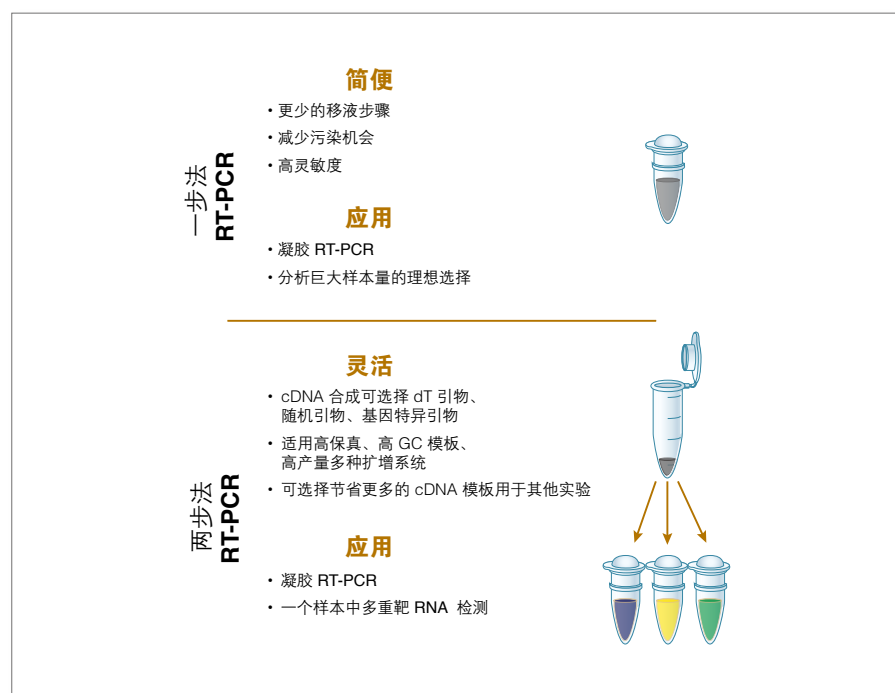 简便
• 更少的移液步骤
• 减少污染机会
• 高灵敏度
一步法
RT-PCR
应用
• 凝胶 RT-PCR
• 分析巨大样本量的理想选择
灵活
• cDNA 合成可选择 dT 引物、
随机引物、基因特异引物
• 适用高保真、高 GC 模板、
高产量多种扩增系统
• 可选择节省更多的 cDNA 模板用于其他实验
两步法
RT-PCR
应用
• 凝胶 RT-PCR
• 一个样本中多重靶 RNA 检测